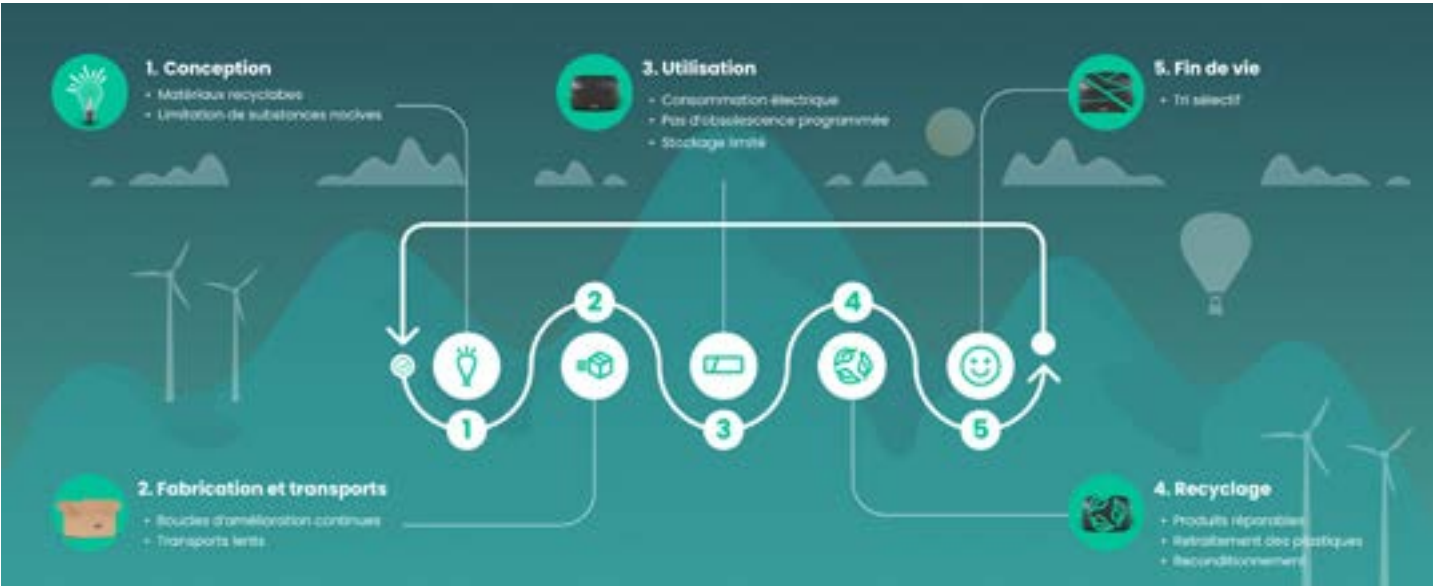 1. Conception
• Matériaux recyclabes
• Limitation de substances nocives
3. Utilisation
• Consommation électrique
• Pas d'obsulescence programmée
• Stockage limité
5. Fin de vie
• Tri sélectif
2
4
1
3
5
2. Fabrication et transports
• Boucles d'amélioration continues
• Transports lents
4. Recyclage
• Produits réparables
• Retraitement des plastiques
• Reconditionnement